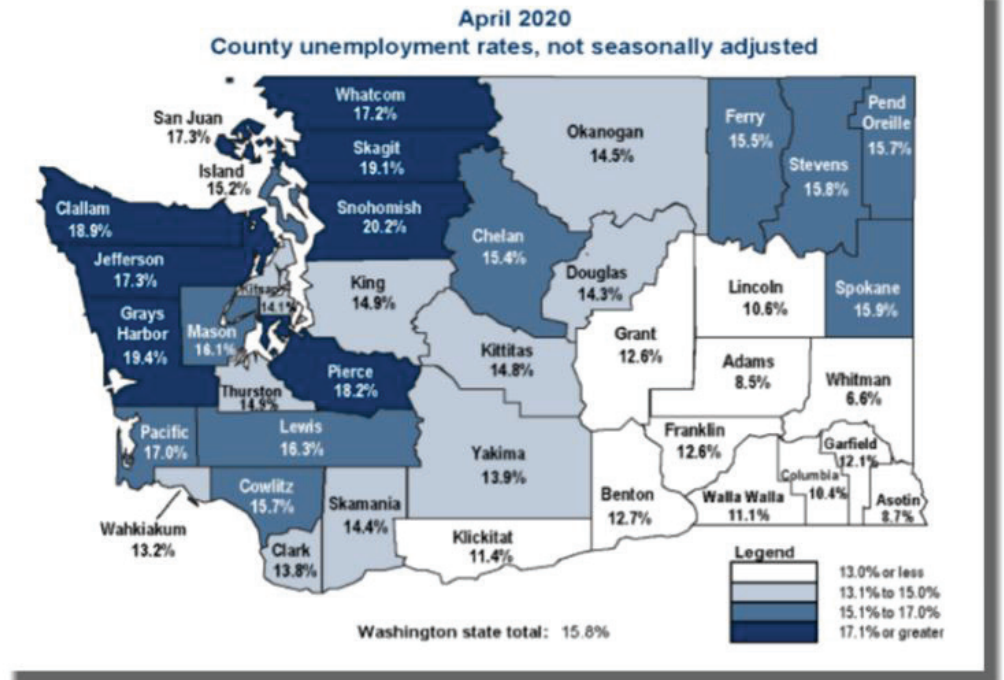 April 2020
County unemployment rates, not seasonally adjusted
Whatcom
17.2%
San Juan
17.3%
Skagit
19.1%
Island
15.2%
Snohomish
20.2%
Okanogan
14.5%
Ferry
15.5%
Stevens
15.8%
Pend
Oreille
15.7%
Clallam
18.9%
Jefferson
17.3%
Chelan
15.4%
Douglas
14.3%
King
14.9%
Kitsap
14.1%
Grays
Harbor
19.4%
Mason
16.1%
Lincoln
10.6%
Spokane
15.9%
Grant
12.6%
Kittitas
14.8%
Adams
8.5%
Whitman
6.6%
Pierce
18.2%
Thurston
14.9%
Pacific
17.0%
Lewis
16.3%
Yakima
13.9%
Franklin
12.6%
Garfield
12.1%
Columbia
10.4%
Asotin
8.7%
Walla Walla
11.1%
Benton
12.7%
Cowlitz
15.7%
Skamania
14.4%
Wahkiakum
13.2%
Clark
13.8%
Klickitat
11.4%
Legend
13.0% or less
13.1% to 15.0%
15.1% to 17.0%
17.1% or greater
Washington state total: 15.8%